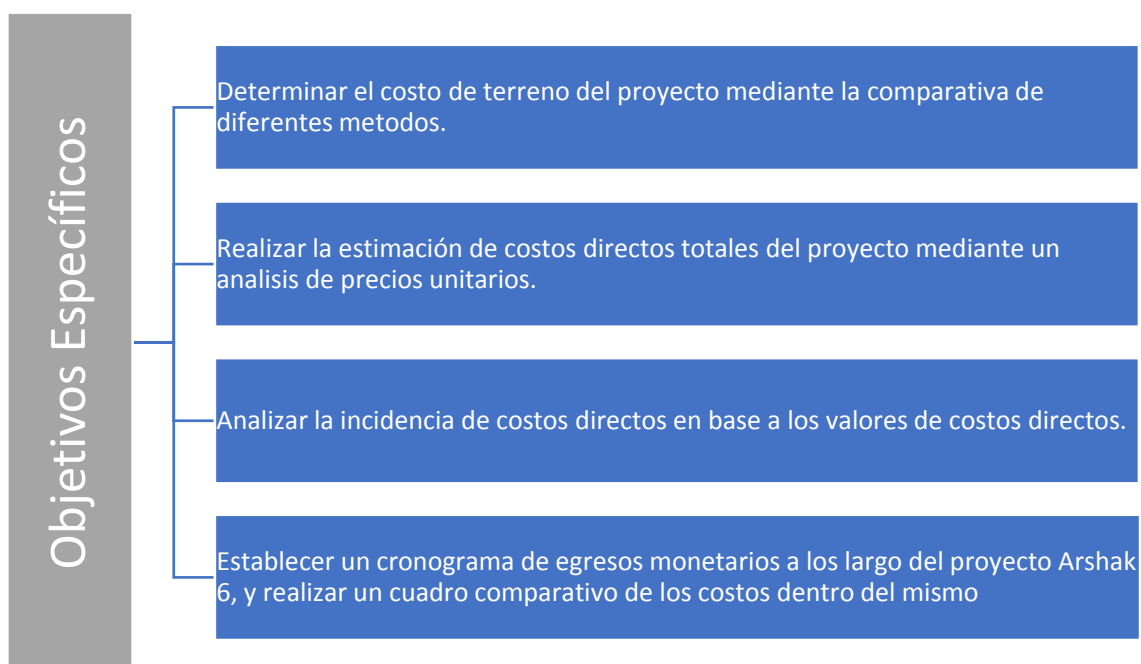 Objetivos Específicos
Determinar el costo de terreno del proyecto mediante la comparativa de
diferentes metodos.
Realizar la estimación de costos directos totales del proyecto mediante un
analisis de precios unitarios.
Analizar la incidencia de costos directos en base a los valores de costos directos.
Establecer un cronograma de egresos monetarios a los largo del proyecto Arshak
6, y realizar un cuadro comparativo de los costos dentro del mismo